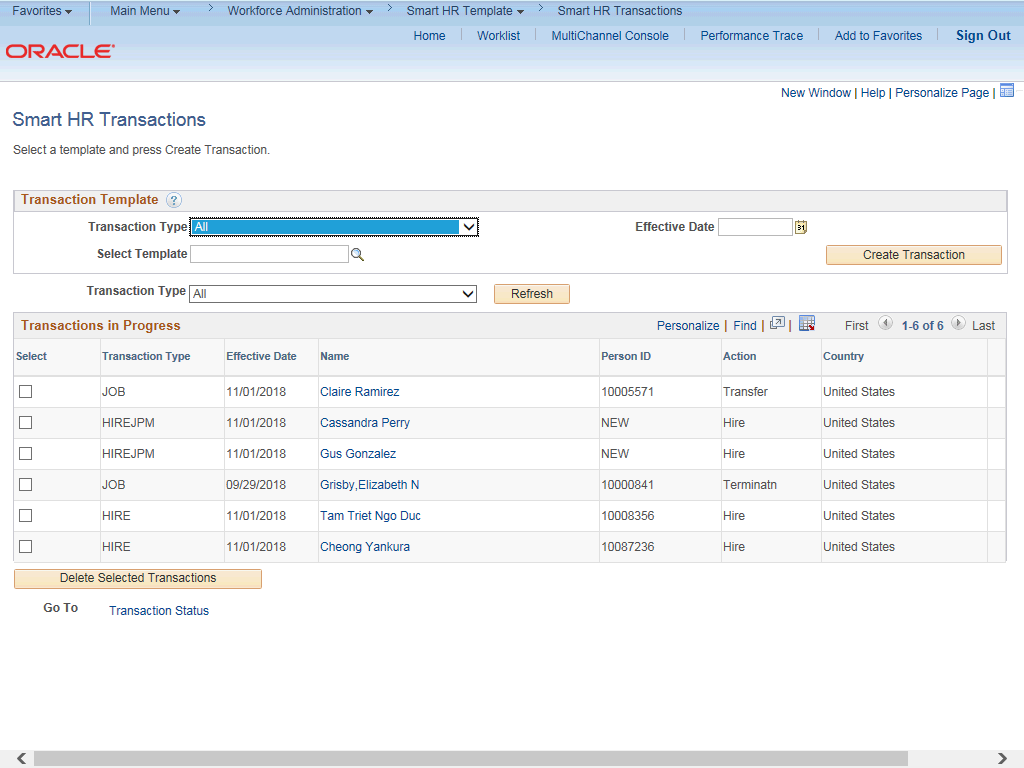 Favorites Main Menu Workforce Administration Smart HR Template Smart HR Transactions
Home Worklist MultiChannel Console Performance Trace Add to Favorites Sign Out
ORACLE
New Window | Help | Personalize Page |
Smart HR Transactions
Select a template and press Create Transaction.
Transaction Template ?
Transaction Type All Effective Date 31
Select Template Create Transaction
Transaction Type All Refresh
Transactions in Progress Personalize | Find | | First 1-6 of 6 Last
Select Transaction Type Effective Date Name Person ID Action Country
JOB 11/01/2018 Claire Ramirez 10005571 Transfer United States
HIREJPM 11/01/2018 Cassandra Perry NEW Hire United States
HIREJPM 11/01/2018 Gus Gonzalez NEW Hire United States
JOB 09/29/2018 Grisby,Elizabeth N 10000841 Terminatn United States
HIRE 11/01/2018 Tam Triet Ngo Duc 10008356 Hire United States
HIRE 11/01/2018 Cheong Yankura 10087236 Hire United States
Delete Selected Transactions
Go To Transaction Status